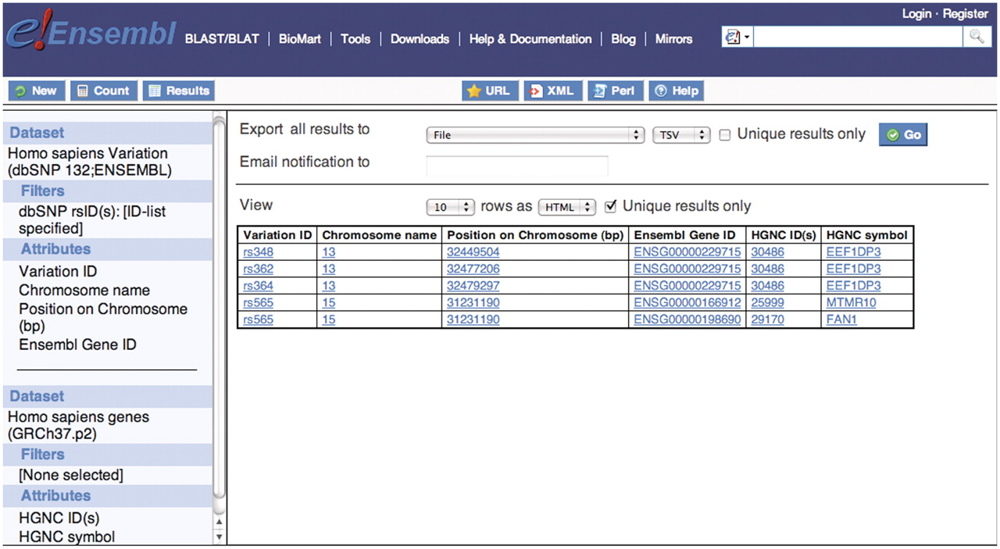 Login · Register
e!Ensembl BLAST/BLAT | BioMart | Tools | Downloads | Help & Documentation | Blog | Mirrors
New Count Results URL XML Perl Help
Dataset
Homo sapiens Variation
(dbSNP 132;ENSEMBL)
Filters
dbSNP rsID(s): [ID-list
specified]
Attributes
Variation ID
Chromosome name
Position on Chromosome
(bp)
Ensembl Gene ID
Dataset
Homo sapiens genes
(GRCh37.p2)
Filters
[None selected]
Attributes
HGNC ID(s)
HGNC symbol
Export all results to File TSV Unique results only Go
Email notification to
View 10 rows as HTML Unique results only
Variation ID Chromosome name Position on Chromosome (bp) Ensembl Gene ID HGNC ID(s) HGNC symbol
rs348 13 32449504 ENSG00000229715 30486 EEF1DP3
rs362 13 32477206 ENSG00000229715 30486 EEF1DP3
rs364 13 32479297 ENSG00000229715 30486 EEF1DP3
rs565 15 31231190 ENSG00000166912 25999 MTMR10
rs565 15 31231190 ENSG00000198690 29170 FAN1